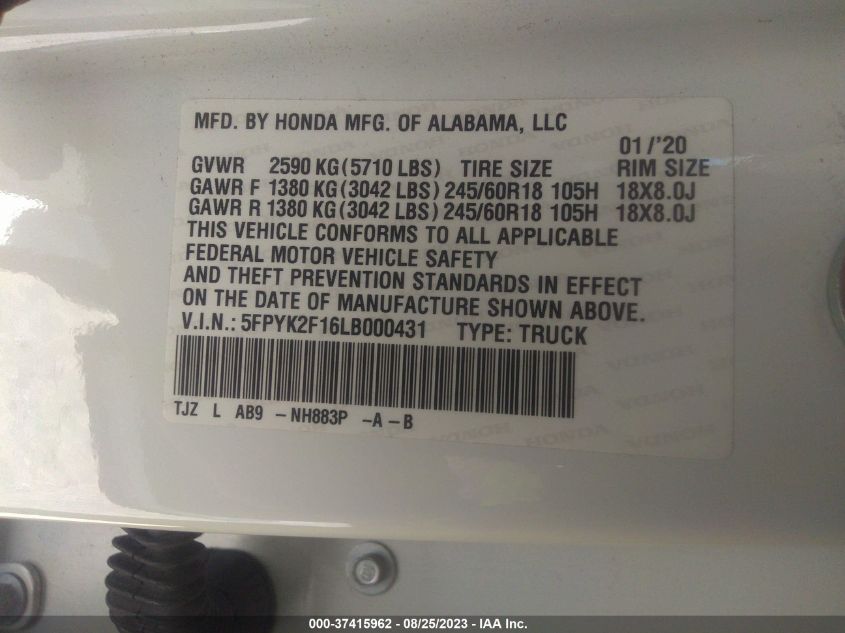 MFD. BY HONDA MFG. OF ALABAMA, LLC
01/'20
GVWR 2590 KG (5710 LBS) TIRE SIZE RIM SIZE
GAWR F 1380 KG (3042 LBS) 245/60R18 105H 18X8.0J
GAWR R 1380 KG (3042 LBS) 245/60R18 105H 18X8.0J
THIS VEHICLE CONFORMS TO ALL APPLICABLE
FEDERAL MOTOR VEHICLE SAFETY
AND THEFT PREVENTION STANDARDS IN EFFECT
ON THE DATE OF MANUFACTURE SHOWN ABOVE.
V.I.N.: 5FPYK2F16LB000431 TYPE: TRUCK
TJZ L AB9 -NH883P -A-B
000-37415962 - 08/25/2023 - IAA Inc.